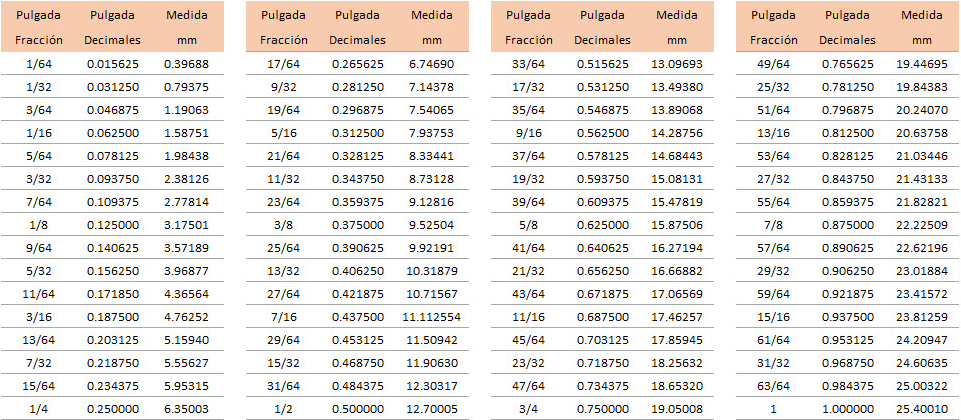 Pulgada Pulgada Medida Pulgada Pulgada Medida Pulgada Pulgada Medida Pulgada Pulgada Medida
Fracción Decimales mm Fracción Decimales mm Fracción Decimales mm Fracción Decimales mm
1/64 0.015625 0.39688 17/64 0.265625 6.74690 33/64 0.515625 13.09693 49/64 0.765625 19.44695
1/32 0.031250 0.79375 9/32 0.281250 7.14378 17/32 0.531250 13.49380 25/32 0.781250 19.84383
3/64 0.046875 1.19063 19/64 0.296875 7.54065 35/64 0.546875 13.89068 51/64 0.796875 20.24070
1/16 0.062500 1.58751 5/16 0.312500 7.93753 9/16 0.562500 14.28756 13/16 0.812500 20.63758
5/64 0.078125 1.98438 21/64 0.328125 8.33441 37/64 0.578125 14.68443 53/64 0.828125 21.03446
3/32 0.093750 2.38126 11/32 0.343750 8.73128 19/32 0.593750 15.08131 27/32 0.843750 21.43133
7/64 0.109375 2.77814 23/64 0.359375 9.12816 39/64 0.609375 15.47819 55/64 0.859375 21.82821
1/8 0.125000 3.17501 3/8 0.375000 9.52504 5/8 0.625000 15.87506 7/8 0.875000 22.22509
9/64 0.140625 3.57189 25/64 0.390625 9.92191 41/64 0.640625 16.27194 57/64 0.890625 22.62196
5/32 0.156250 3.96877 13/32 0.406250 10.31879 21/32 0.656250 16.66882 29/32 0.906250 23.01884
11/64 0.171850 4.36564 27/64 0.421875 10.71567 43/64 0.671875 17.06569 59/64 0.921875 23.41572
3/16 0.187500 4.76252 7/16 0.437500 11.112554 11/16 0.687500 17.46257 15/16 0.937500 23.81259
13/64 0.203125 5.15940 29/64 0.453125 11.50942 45/64 0.703125 17.85945 61/64 0.953125 24.20947
7/32 0.218750 5.55627 15/32 0.468750 11.90630 23/32 0.718750 18.25632 31/32 0.968750 24.60635
15/64 0.234375 5.95315 31/64 0.484375 12.30317 47/64 0.734375 18.65320 63/64 0.984375 25.00322
1/4 0.250000 6.35003 1/2 0.500000 12.70005 3/4 0.750000 19.05008 1 1.000000 25.40010